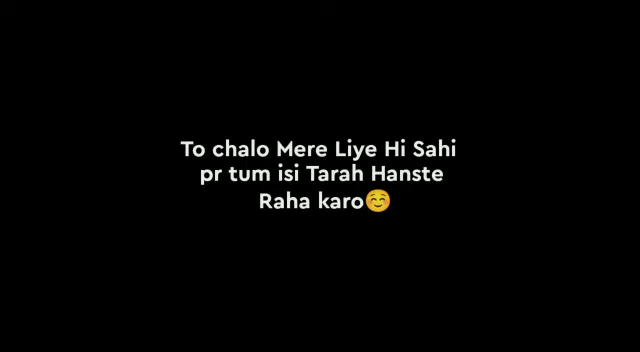 To chalo Mere Liye Hi Sahi
pr tum isi Tarah Hanste
Raha karo☺️